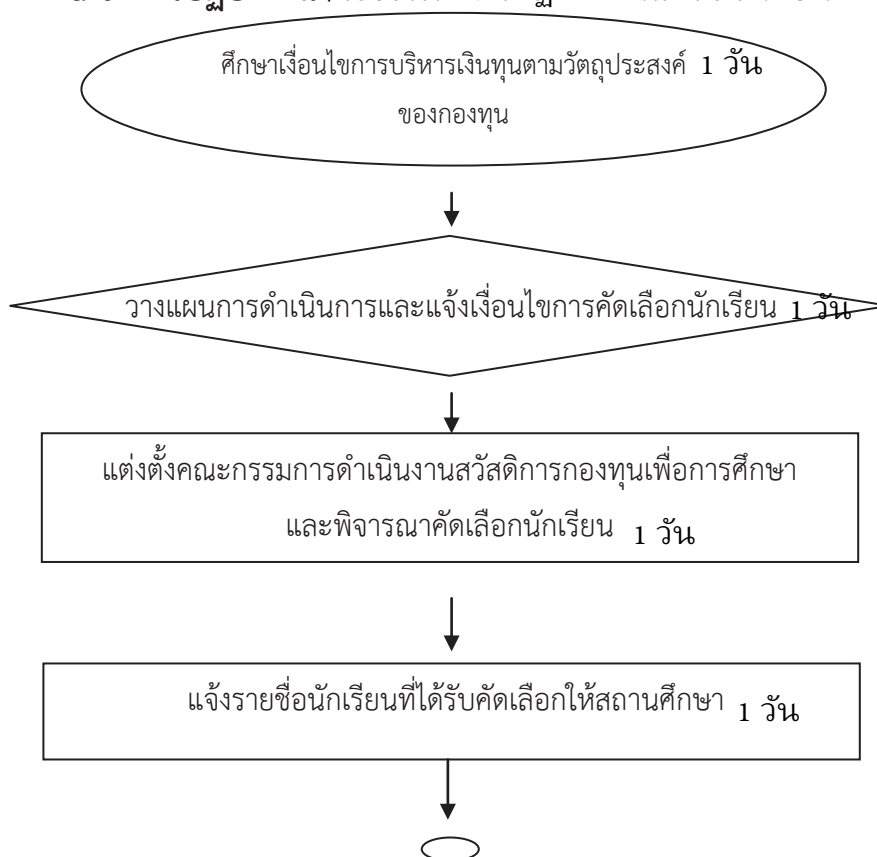 ศึกษาเงื่อนไขการบริหารเงินทุนตามวัตถุประสงค์ 1 วัน
ของกองทุน
วางแผนการดำเนินการและแจ้งเงื่อนไขการคัดเลือกนักเรียน 1 วัน
แต่งตั้งคณะกรรมการดำเนินงานสวัสดิการกองทุนเพื่อการศึกษา
และพิจารณาคัดเลือกนักเรียน 1 วัน
แจ้งรายชื่อนักเรียนที่ได้รับคัดเลือกให้สถานศึกษา 1 วัน